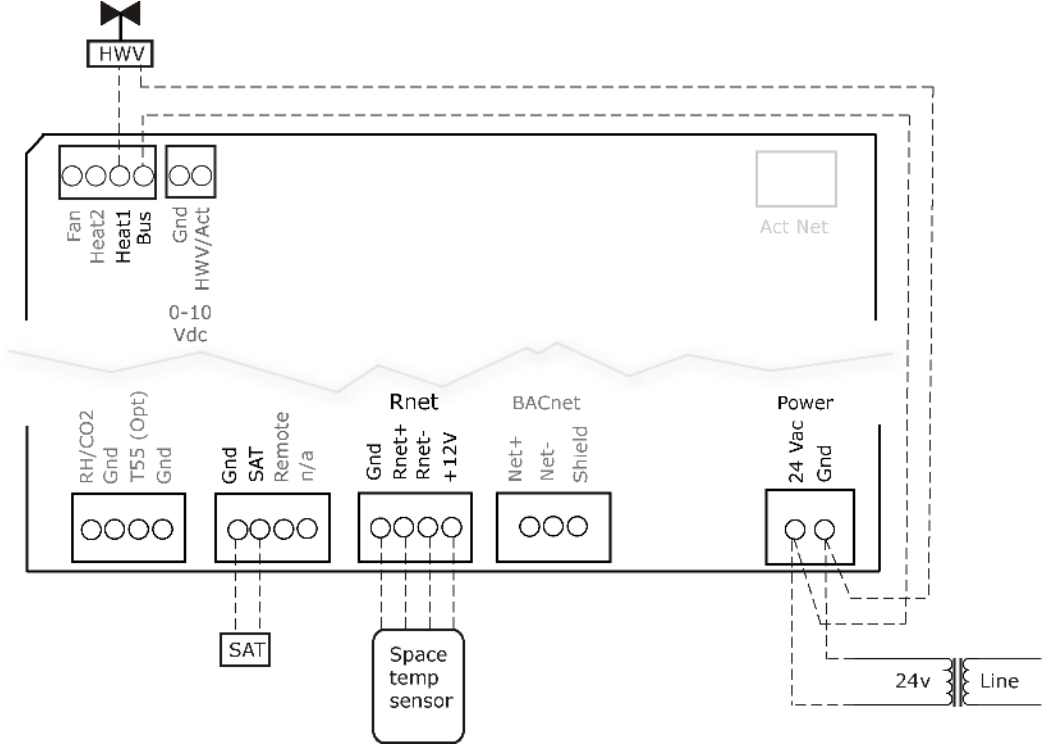 HWV
Fan
Heat2
Heat1
Bus
Gnd
HWV/Act
0-10
Vdc
Act Net
RH/CO2
Gnd
T55 (Opt)
Gnd
Gnd
SAT
Remote
n/a
Rnet
Gnd
Rnet+
Rnet-
+12V
BACnet
Net+
Net-
Shield
Power
24 Vac
Gnd
SAT
Space
temp
sensor
24v
Line